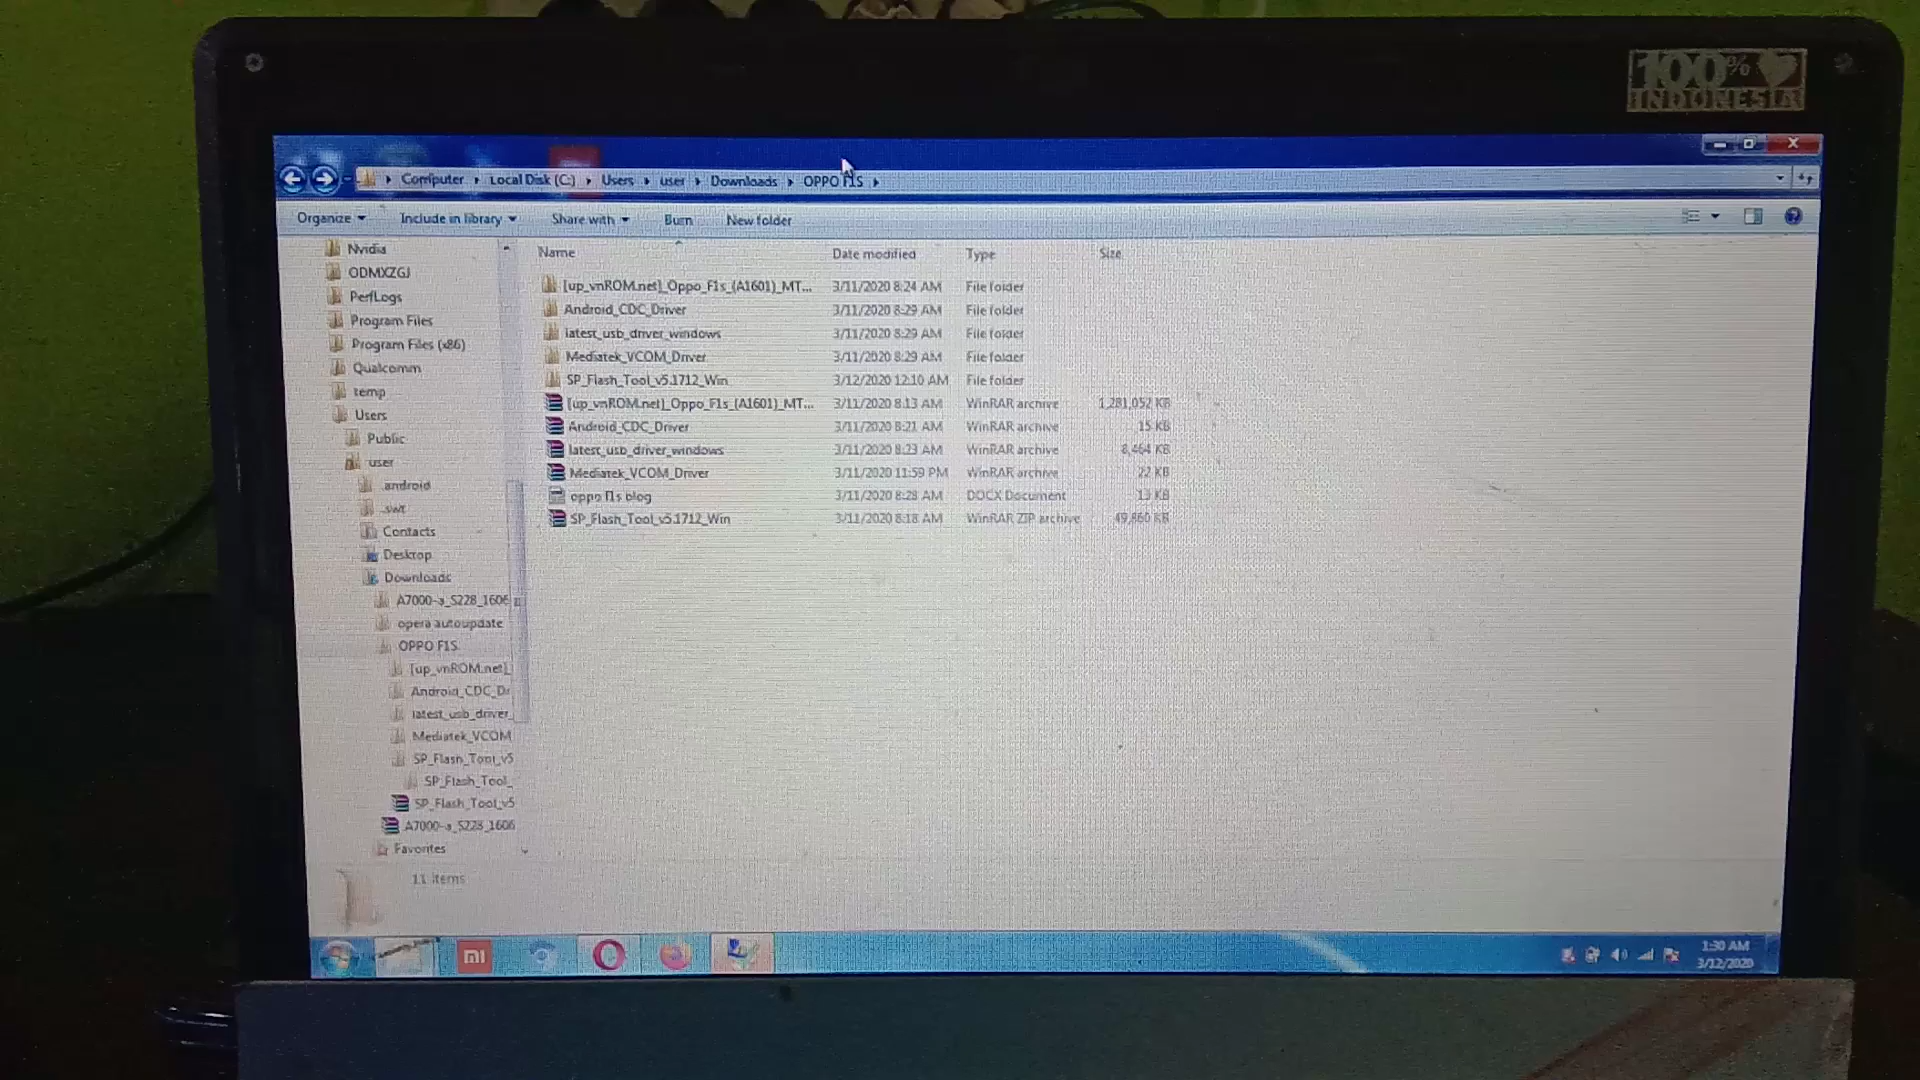 100%
INDONESIA
Computer Local Disk (C:) Users user Downloads OPPO F1S
Organize Include in library Share with Burn New folder
Name Date modified Type Size
[up_vnROM.net]_Oppo_F1s_(A1601)_MT... 3/11/2020 8:24 AM File folder
Android_CDC_Driver 3/11/2020 8:29 AM File folder
latest_usb_driver_windows 3/11/2020 8:29 AM File folder
Mediatek_VCOM_Driver 3/11/2020 8:29 AM File folder
SP_Flash_Tool_v5.1712_Win 3/12/2020 12:10 AM File folder
[up_vnROM.net]_Oppo_F1s_(A1601)_MT... 3/11/2020 8:13 AM WinRAR archive 1,281,052 KB
Android_CDC_Driver 3/11/2020 8:21 AM WinRAR archive 15 KB
latest_usb_driver_windows 3/11/2020 8:23 AM WinRAR archive 8,464 KB
Mediatek_VCOM_Driver 3/11/2020 11:59 PM WinRAR archive 22 KB
oppo f1s blog 3/11/2020 8:28 AM DOCX Document 13 KB
SP_Flash_Tool_v5.1712_Win 3/11/2020 8:18 AM WinRAR ZIP archive 49,860 KB
Nvidia
ODMXZGJ
PerfLogs
Program Files
Program Files (x86)
Qualcomm
temp
Users
Public
user
.android
.swt
Contacts
Desktop
Downloads
A7000-a_S228_1606
opera autoupdate
OPPO F1S
[up_vnROM.net]_
Android_CDC_Dr
latest_usb_driver_
Mediatek_VCOM
SP_Flash_Tool_v5
SP_Flash_Tool_
SP_Flash_Tool_v5
A7000-a_S228_1606
Favorites
11 items
mi
1:30 AM
3/12/2020